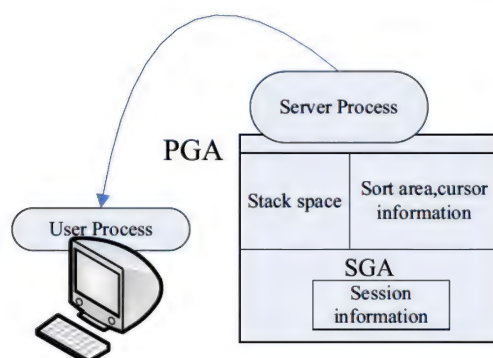 Server Process
PGA
Stack space
Sort area,cursor
information
User Process
SGA
Session
information